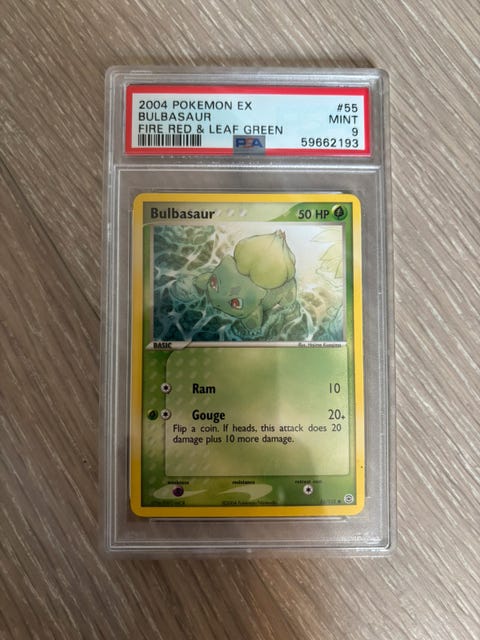 2004 POKEMON EX #55
BULBASAUR MINT
FIRE RED & LEAF GREEN 9
PSA 59662193
Bulbasaur 50 HP
BASIC
Ram 10
Gouge 20+
Flip a coin. If heads, this attack does 20
damage plus 10 more damage.
weakness resistance retreat cost
©2004 Pokémon/Nintendo